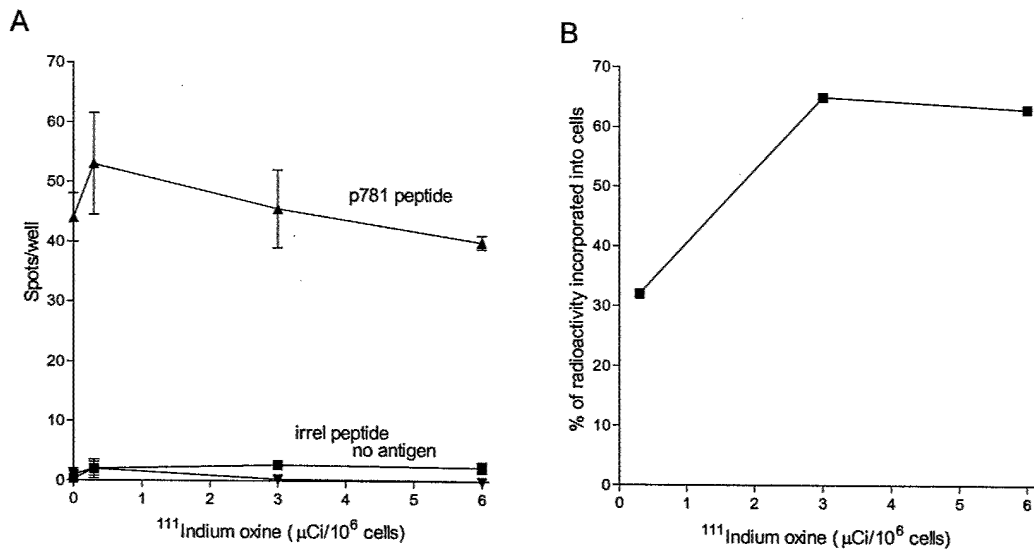 A
70
60
50
40
30
20
10
0
Spots/well
p781 peptide
irrel peptide
no antigen
0 1 2 3 4 5 6
¹¹¹Indium oxine (μCi/10⁶ cells)
B
70
60
50
40
30
20
10
0
% of radioactivity incorporated into cells
0 1 2 3 4 5 6
¹¹¹Indium oxine (μCi/10⁶ cells)